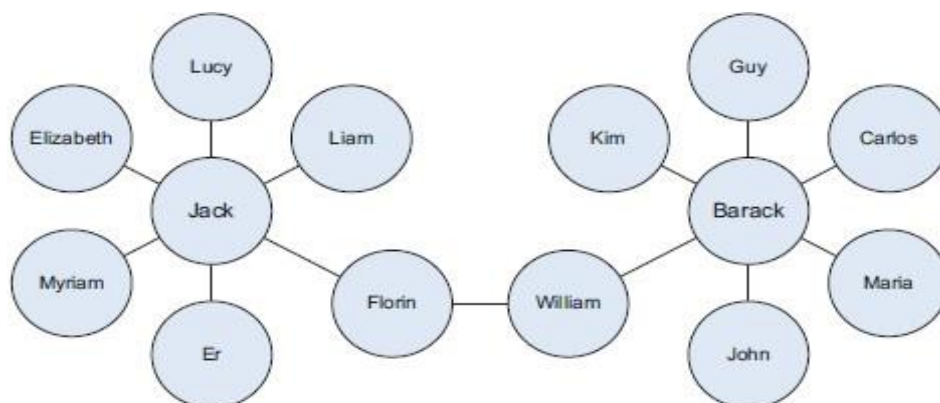 Lucy
Guy
Elizabeth
Liam
Kim
Carlos
Jack
Barack
Myriam
Florin
William
Maria
Er
John